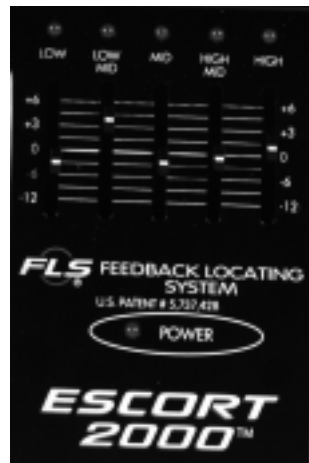 LOW LOW MID MID HIGH MID HIGH
+6 +6
+3 +3
0 0
-6 -6
-12 -12
FLS® FEEDBACK LOCATING
SYSTEM
U.S. PATENT # 5,737,428
POWER
ESCORT
2000™